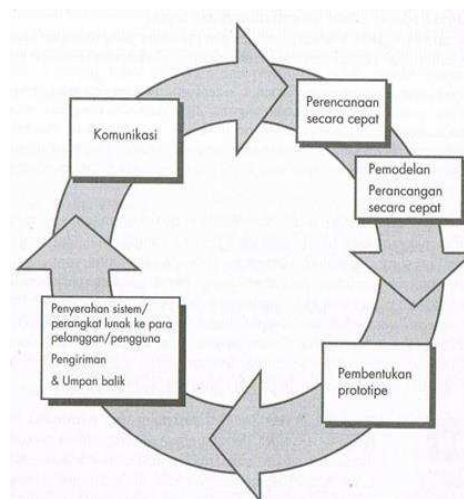 Komunikasi
Perencanaan
secara cepat
Pemodelan
Perancangan
secara cepat
Pembentukan
prototipe
Penyerahan sistem/
perangkat lunak ke para
pelanggan/pengguna
Pengiriman
& Umpan balik